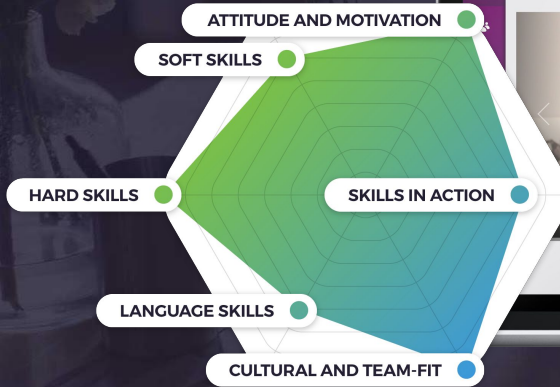 ATTITUDE AND MOTIVATION
SOFT SKILLS
HARD SKILLS
SKILLS IN ACTION
LANGUAGE SKILLS
CULTURAL AND TEAM-FIT